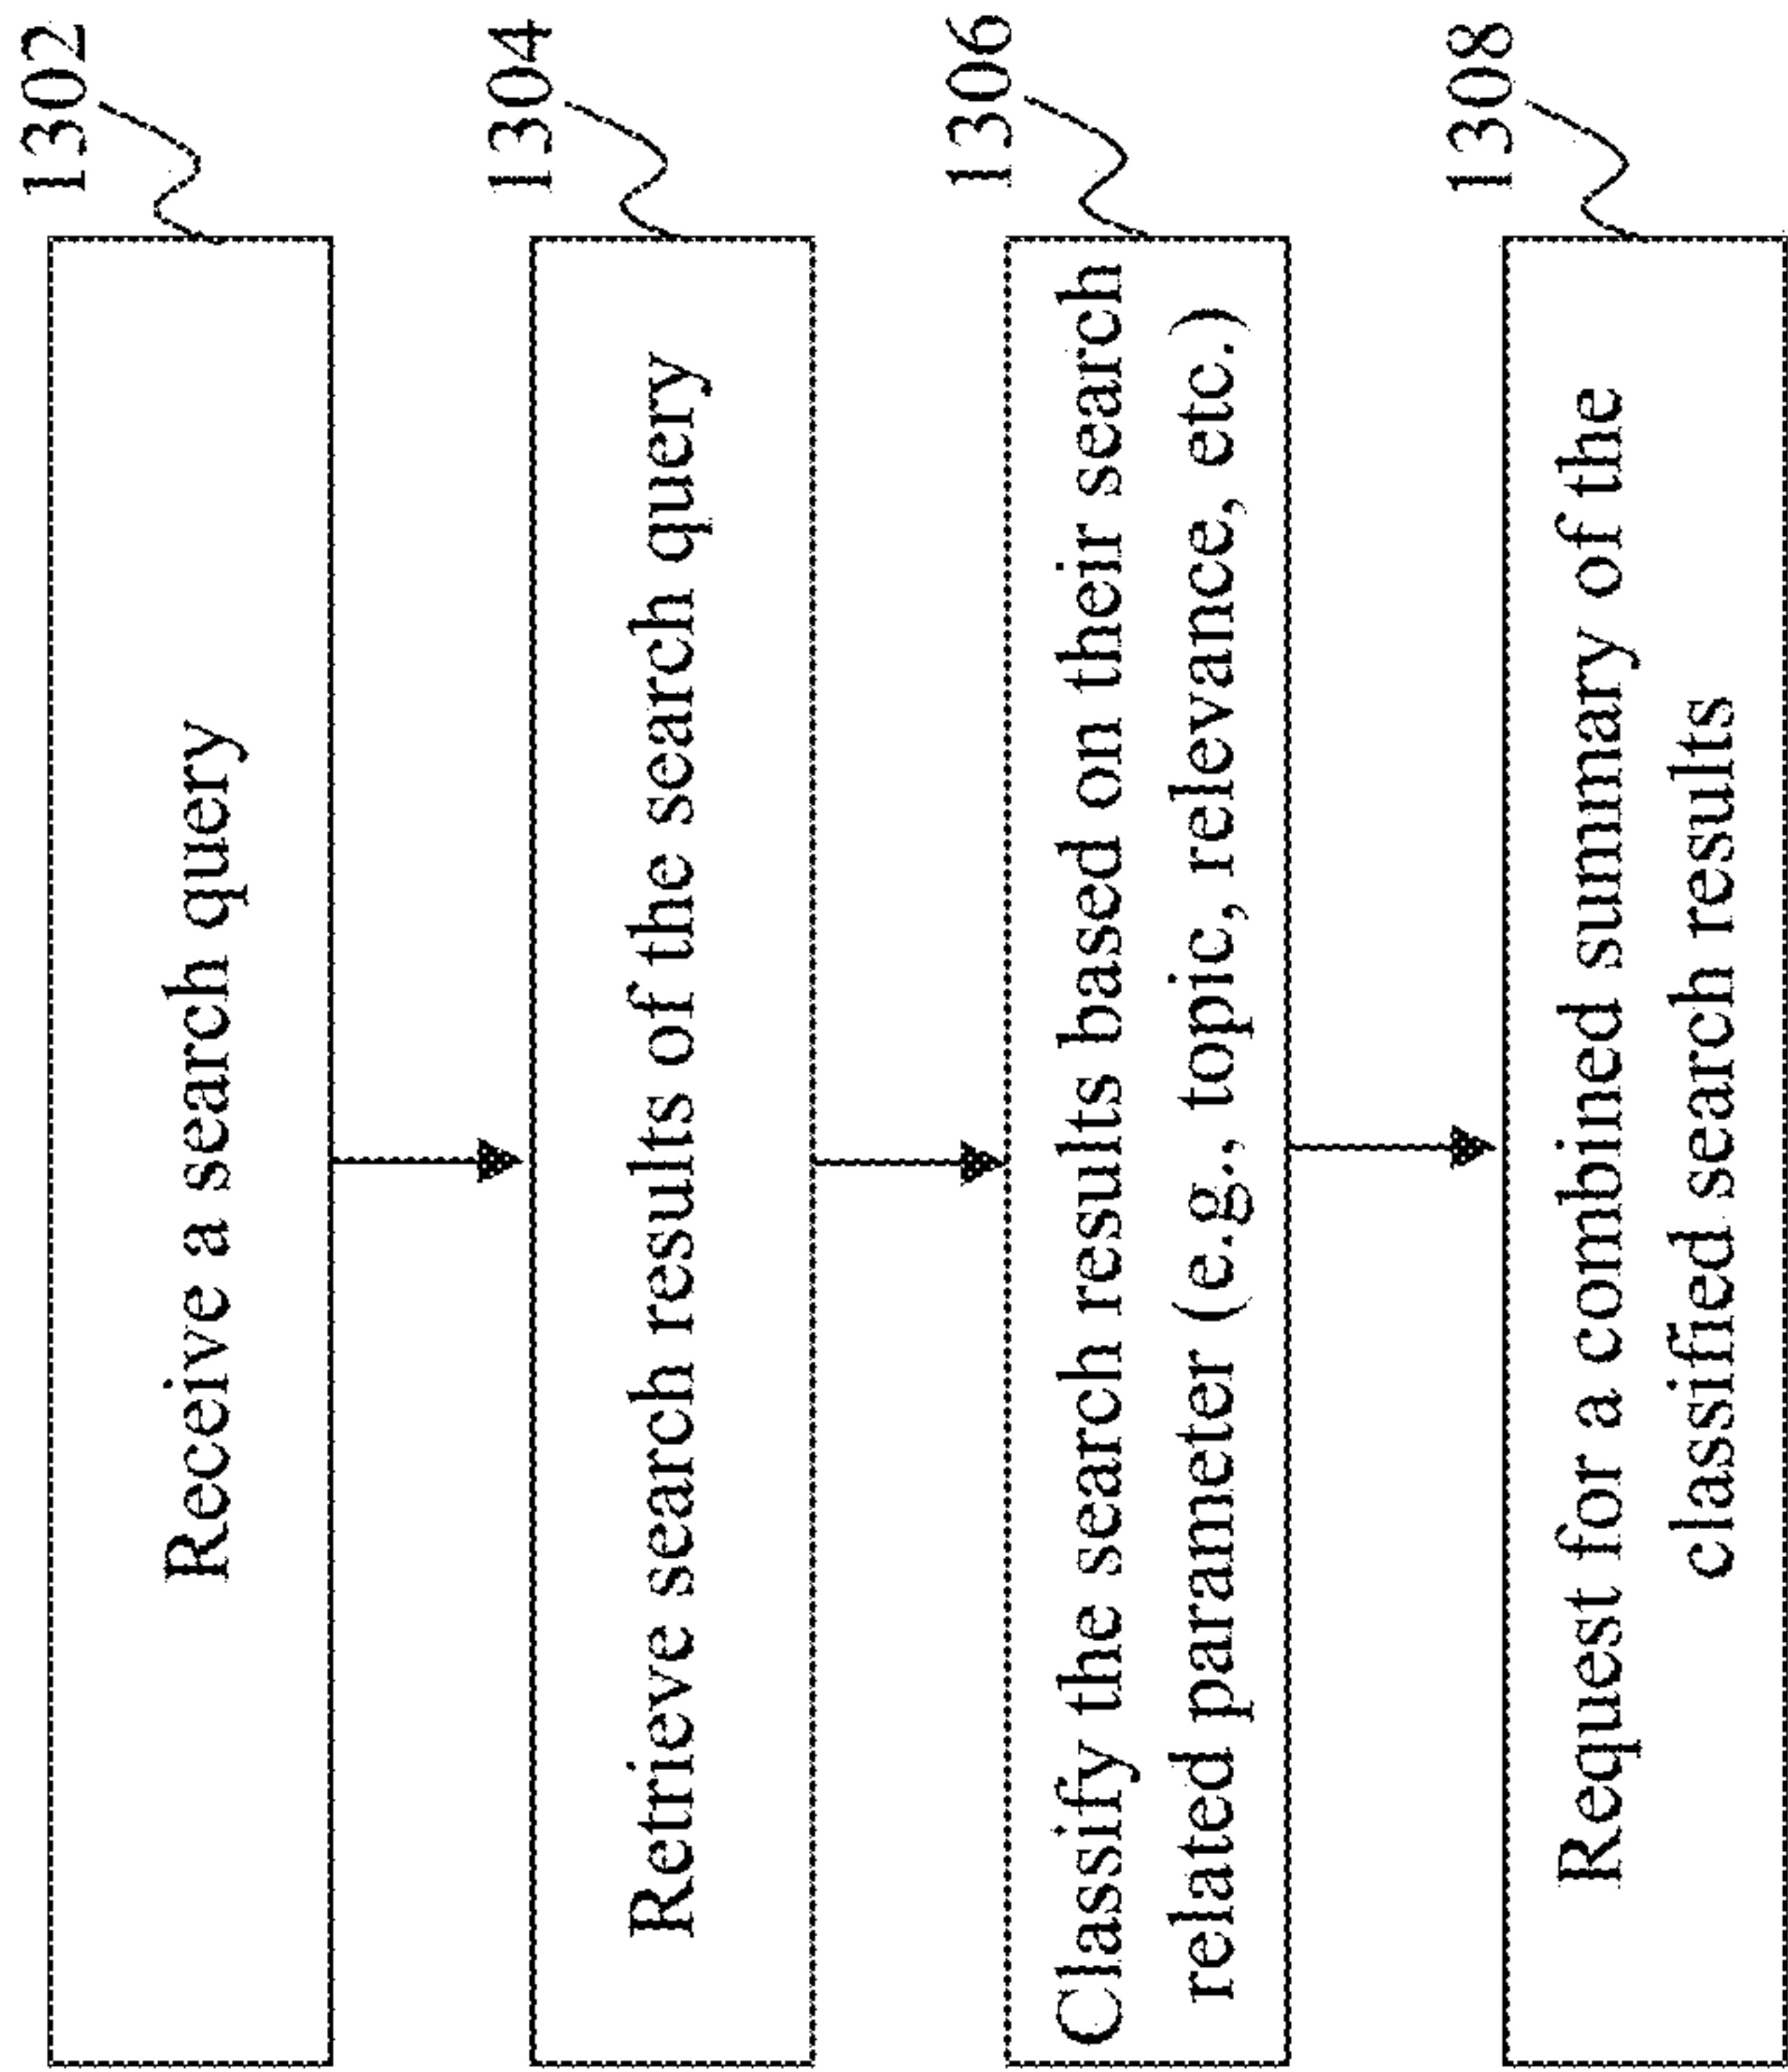 1302
Receive a search query
1304
Retrieve search results of the search query
1306
Classify the search results based on their search
related parameter (e.g., topic, relevance, etc.)
1308
Request for a combined summary of the
classified search results